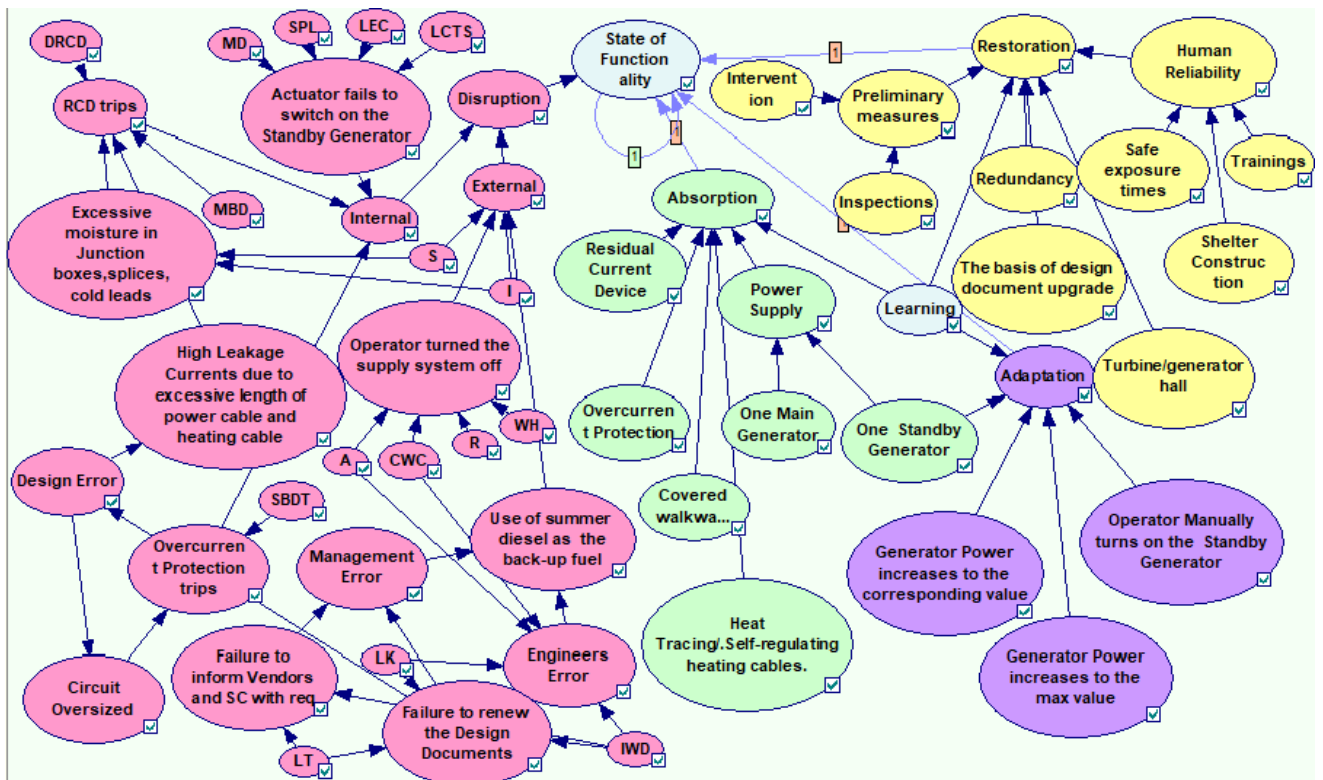 DRCD
MD
SPL
LEC
LCTS
RCD trips
Actuator fails to
switch on the
Standby Generator
Disruption
State of
Function
ality
1
Restoration
Human
Reliability
Interventi
on
Preliminary
measures
1
1
Safe
exposure
times
Trainings
Excessive
moisture in
Junction
boxes,splices,
cold leads
MBD
Internal
External
Absorption
Inspections
Redundancy
S
I
Residual
Current
Device
Power
Supply
Learning
The basis of design
document upgrade
Shelter
Construc
tion
High Leakage
Currents due to
excessive length of
power cable and
heating cable
Operator turned the
supply system off
Adaptation
Turbine/generator
hall
Overcurren
t Protection
One Main
Generator
One Standby
Generator
A
CWC
R
WH
Design Error
SBDT
Overcurren
t Protection
trips
Management
Error
Use of summer
diesel as the
back-up fuel
Covered
walkwa...
Generator Power
increases to the
corresponding value
Operator Manually
turns on the Standby
Generator
Circuit
Oversized
Failure to
inform Vendors
and SC with req
LK
Engineers
Error
Heat
Tracing/.Self-regulating
heating cables.
Generator Power
increases to the
max value
LT
Failure to renew
the Design
Documents
IWD